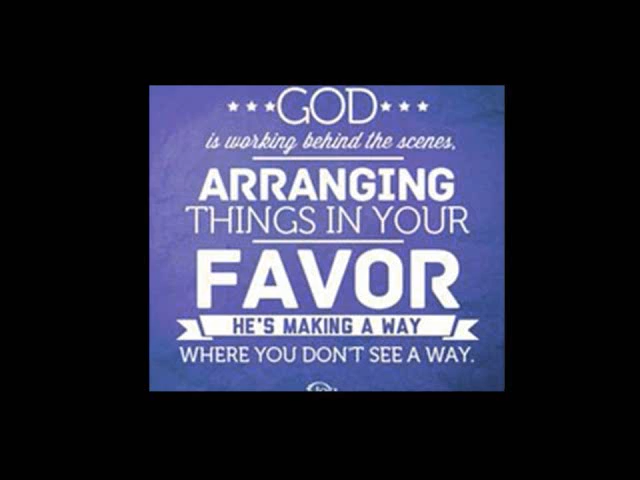 GOD
is working behind the scenes,
ARRANGING
THINGS IN YOUR
FAVOR
HE'S MAKING A WAY
WHERE YOU DON'T SEE A WAY.